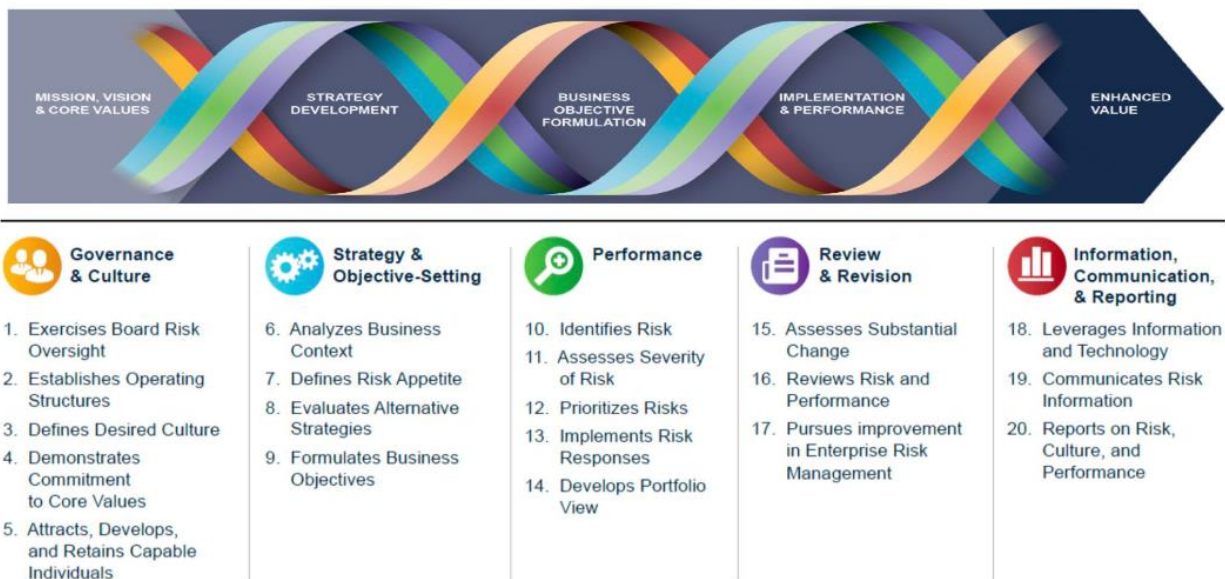 MISSION, VISION
& CORE VALUES
STRATEGY
DEVELOPMENT
BUSINESS
OBJECTIVE
FORMULATION
IMPLEMENTATION
& PERFORMANCE
ENHANCED
VALUE
Governance
& Culture
1. Exercises Board Risk
Oversight
2. Establishes Operating
Structures
3. Defines Desired Culture
4. Demonstrates
Commitment
to Core Values
5. Attracts, Develops,
and Retains Capable
Individuals
Strategy &
Objective-Setting
6. Analyzes Business
Context
7. Defines Risk Appetite
8. Evaluates Alternative
Strategies
9. Formulates Business
Objectives
Performance
10. Identifies Risk
11. Assesses Severity
of Risk
12. Prioritizes Risks
13. Implements Risk
Responses
14. Develops Portfolio
View
Review
& Revision
15. Assesses Substantial
Change
16. Reviews Risk and
Performance
17. Pursues improvement
in Enterprise Risk
Management
Information,
Communication,
& Reporting
18. Leverages Information
and Technology
19. Communicates Risk
Information
20. Reports on Risk,
Culture, and
Performance